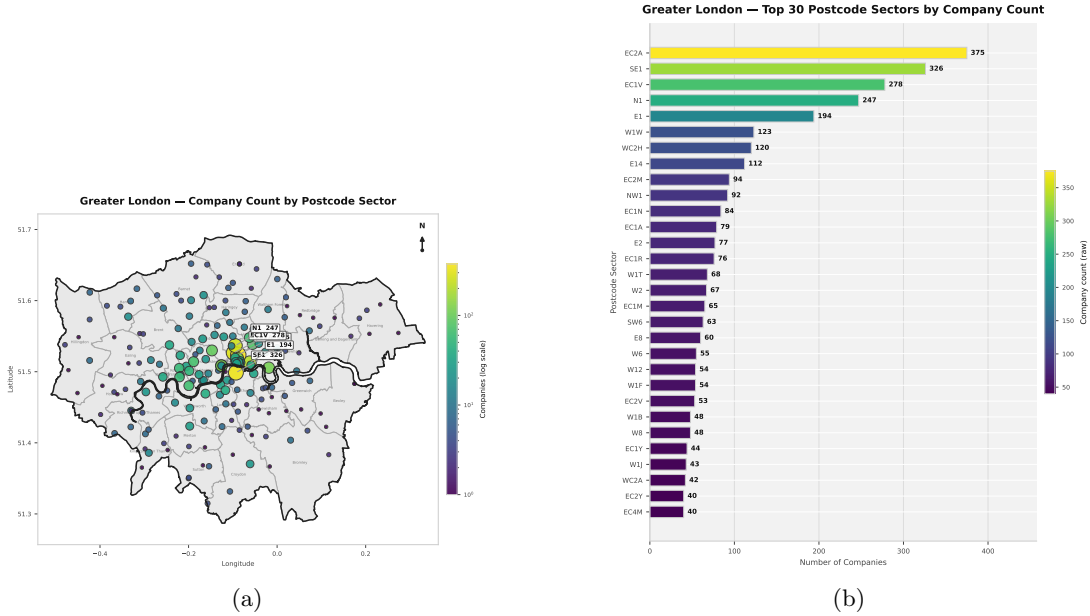 Greater London — Company Count by Postcode Sector
N
51.7
51.6
51.5
51.4
51.3
Latitude
−0.4
−0.2
0.0
0.2
Longitude
N1 247
EC1V 278
E1 194
SE1 326
10²
10¹
10⁰
Companies (log scale)
(a)
Greater London — Top 30 Postcode Sectors by Company Count
Postcode Sector
EC2A 375
SE1 326
EC1V 278
N1 247
E1 194
W1W 123
WC2H 120
E14 112
EC2M 94
NW1 92
EC1N 84
EC1A 79
E2 77
EC1R 76
W1T 68
W2 67
EC1M 65
SW6 63
E8 60
W6 55
W12 54
W1F 54
EC2V 53
W1B 48
W8 48
EC1Y 44
W1J 43
WC2A 42
EC2Y 40
EC4M 40
0 100 200 300 400
Number of Companies
350
300
250
200
150
100
50
Company count (raw)
(b)